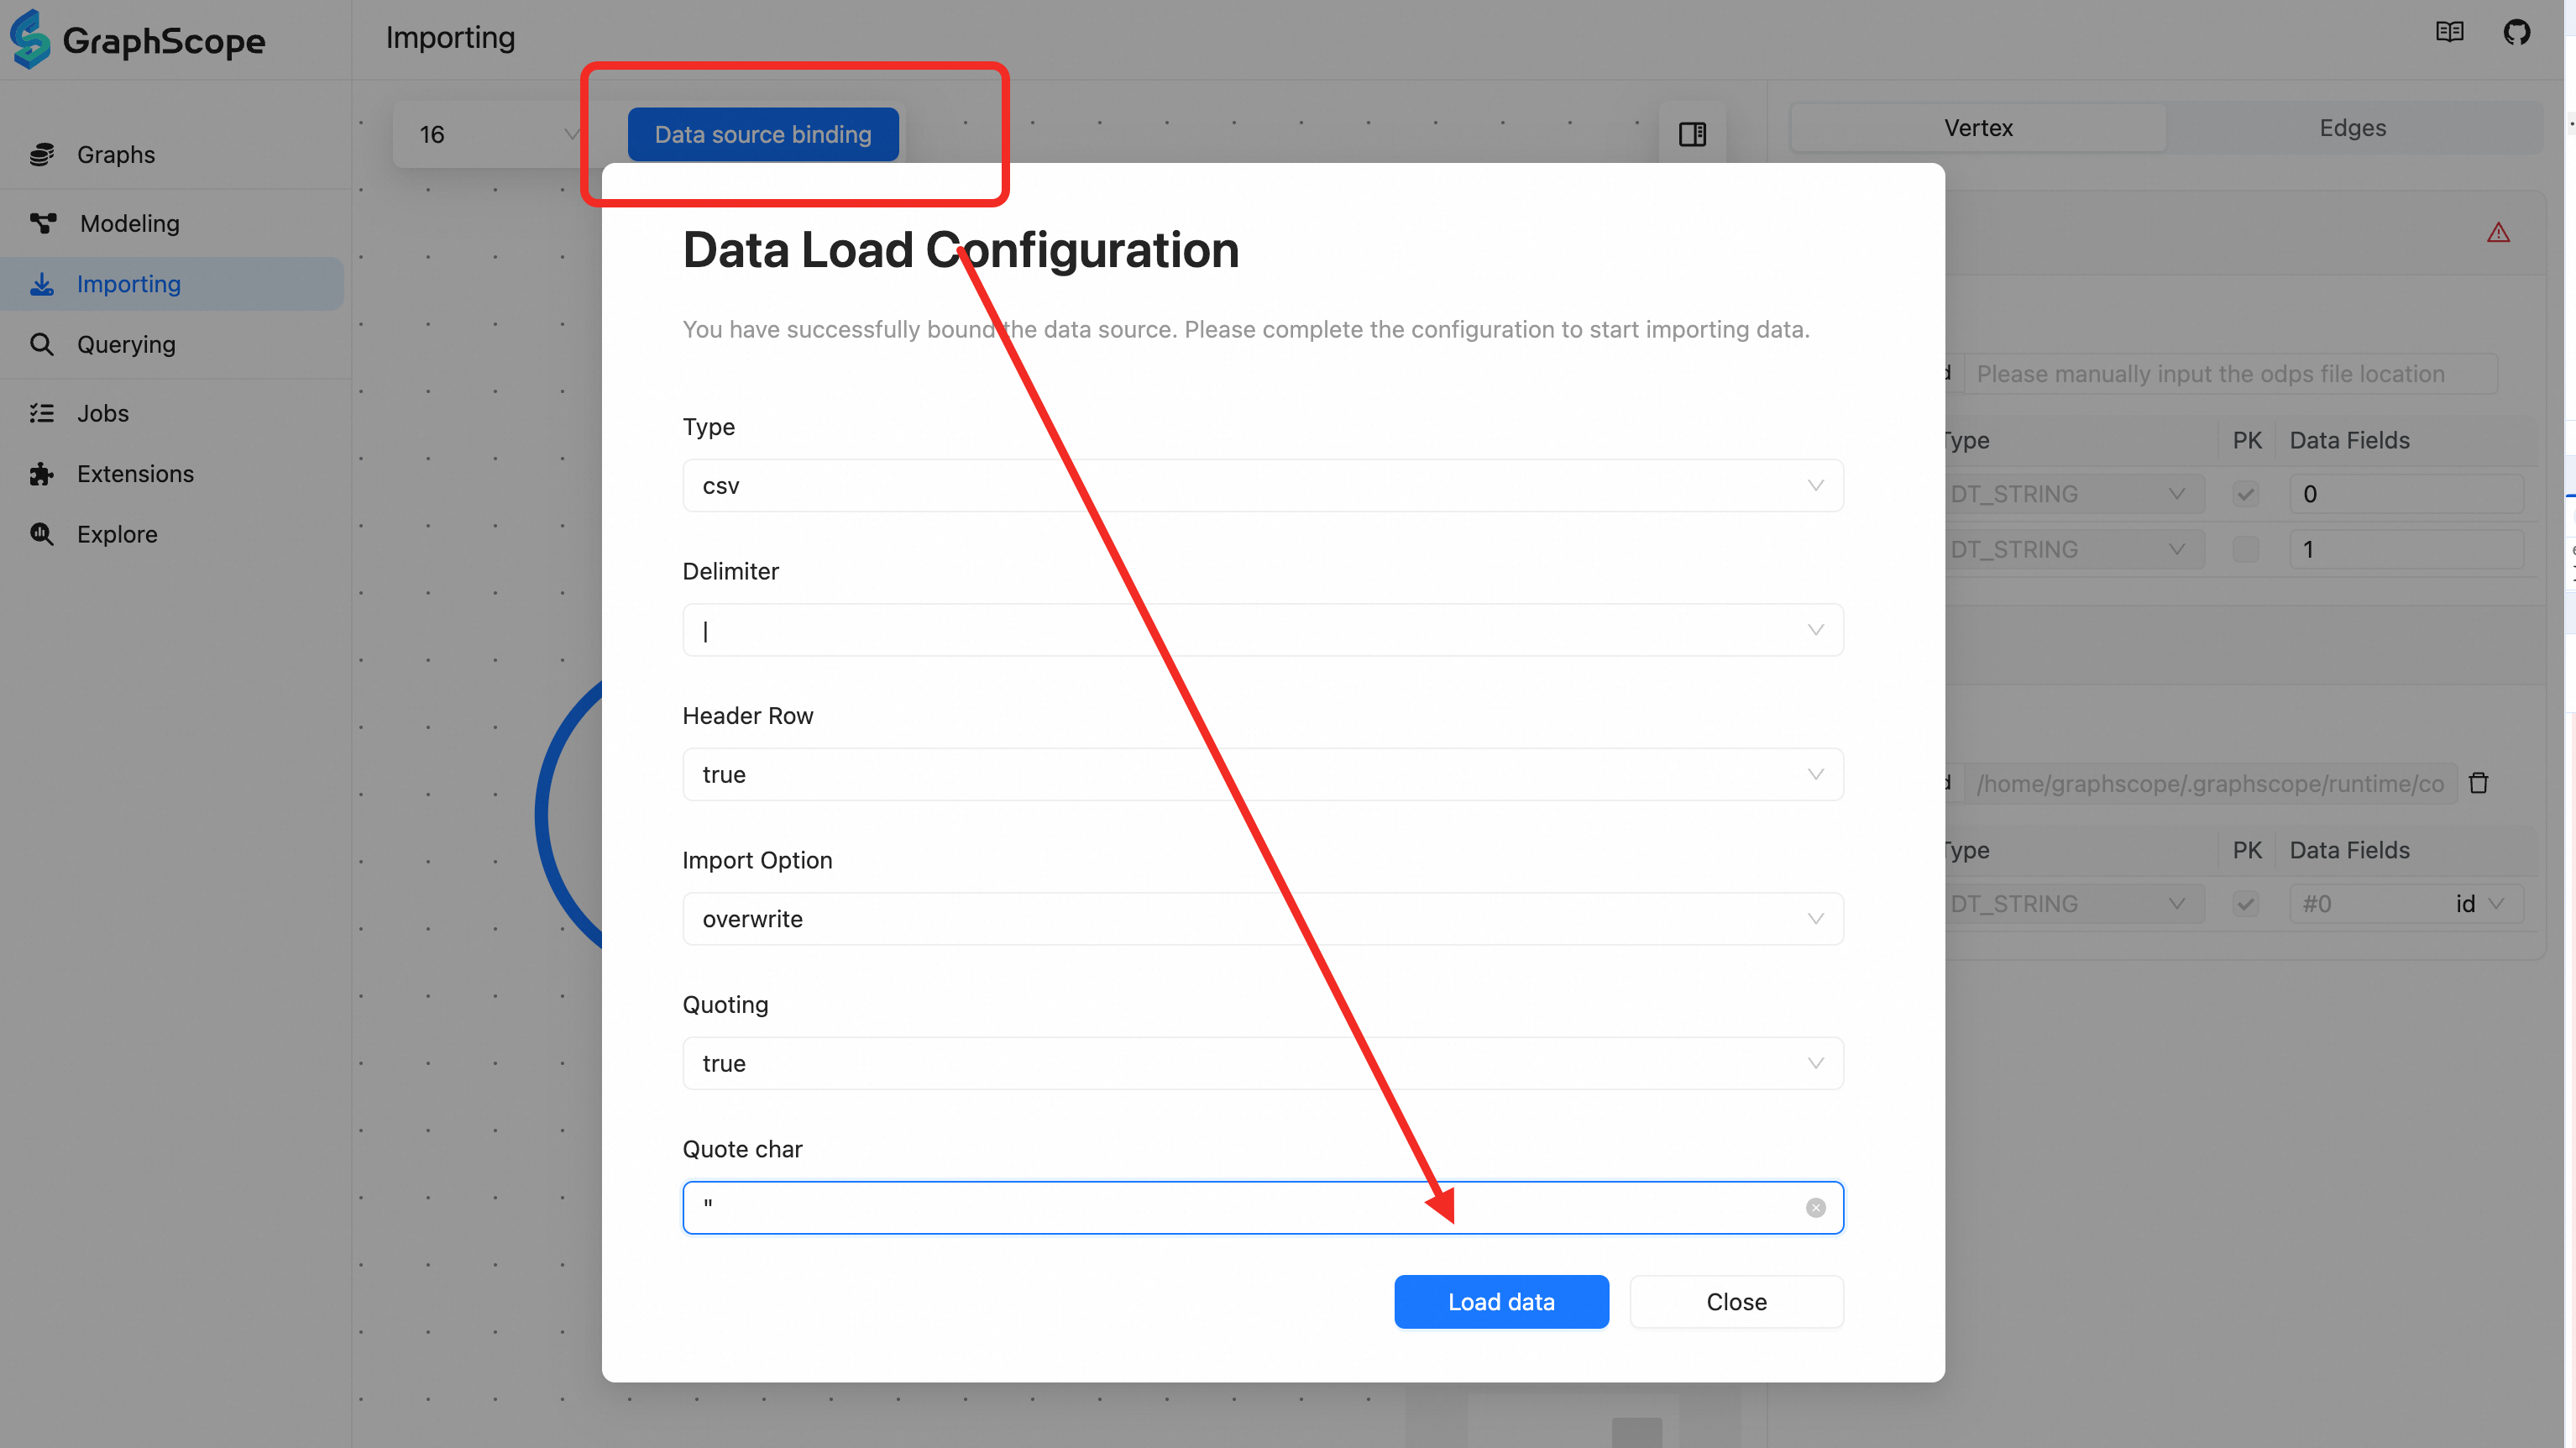 GraphScope
Importing
Graphs
Modeling
Importing
Querying
Jobs
Extensions
Explore
16
Data source binding
Data Load Configuration
You have successfully bound the data source. Please complete the configuration to start importing data.
Type
csv
Delimiter
|
Header Row
true
Import Option
overwrite
Quoting
true
Quote char
"
Load data
Close
Vertex
Edges
Please manually input the odps file location
Type PK Data Fields
DT_STRING 0
DT_STRING 1
/home/graphscope/.graphscope/runtime/co
Type PK Data Fields
DT_STRING #0 id